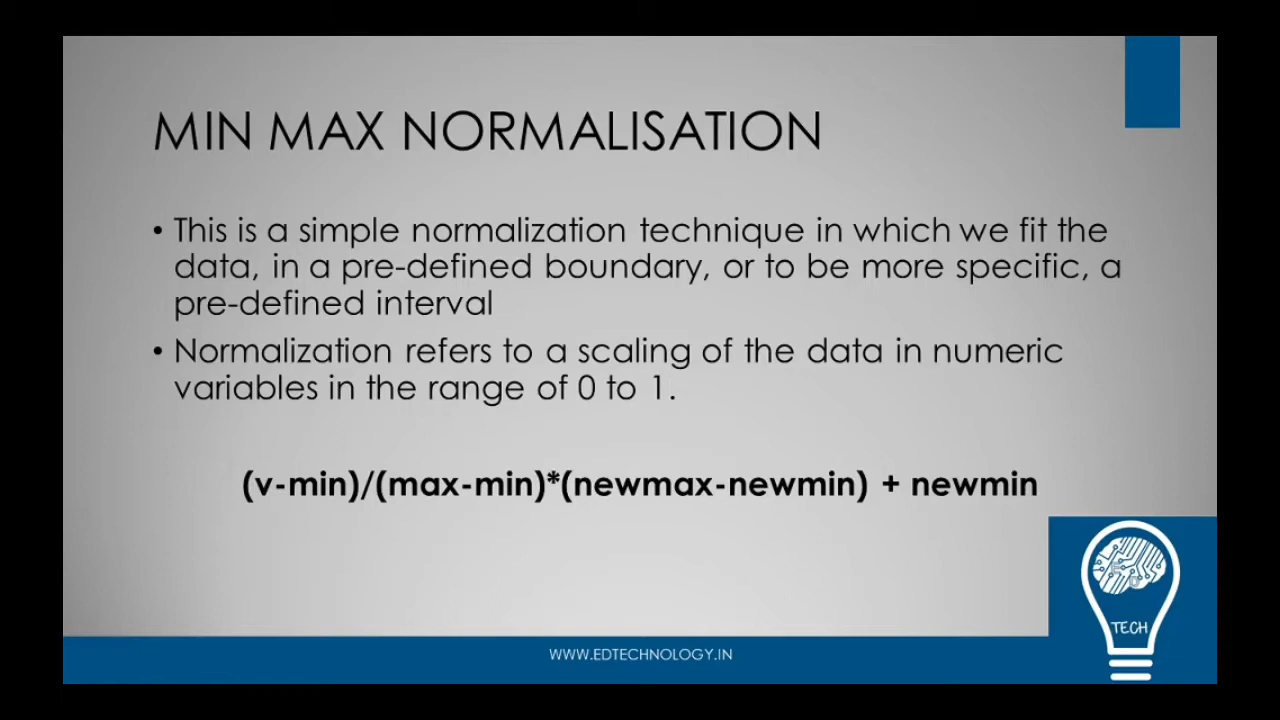 MIN MAX NORMALISATION
• This is a simple normalization technique in which we fit the
data, in a pre-defined boundary, or to be more specific, a
pre-defined interval
• Normalization refers to a scaling of the data in numeric
variables in the range of 0 to 1.
(v-min)/(max-min)*(newmax-newmin) + newmin
ED
TECH
WWW.EDTECHNOLOGY.IN